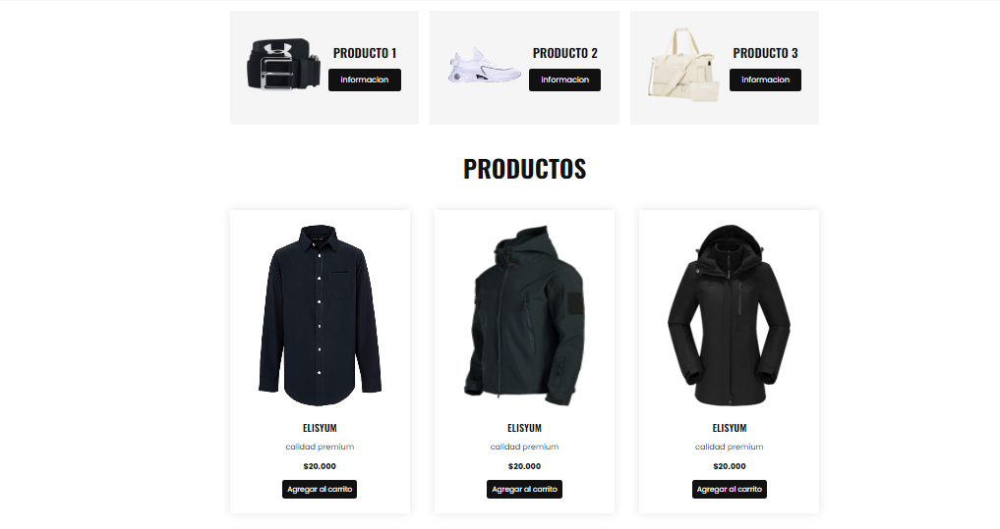 PRODUCTO 1
informacion
PRODUCTO 2
informacion
PRODUCTO 3
informacion
PRODUCTOS
ELISYUM
calidad premium
$20.000
Agregar al carrito
ELISYUM
calidad premium
$20.000
Agregar al carrito
ELISYUM
calidad premium
$20.000
Agregar al carrito